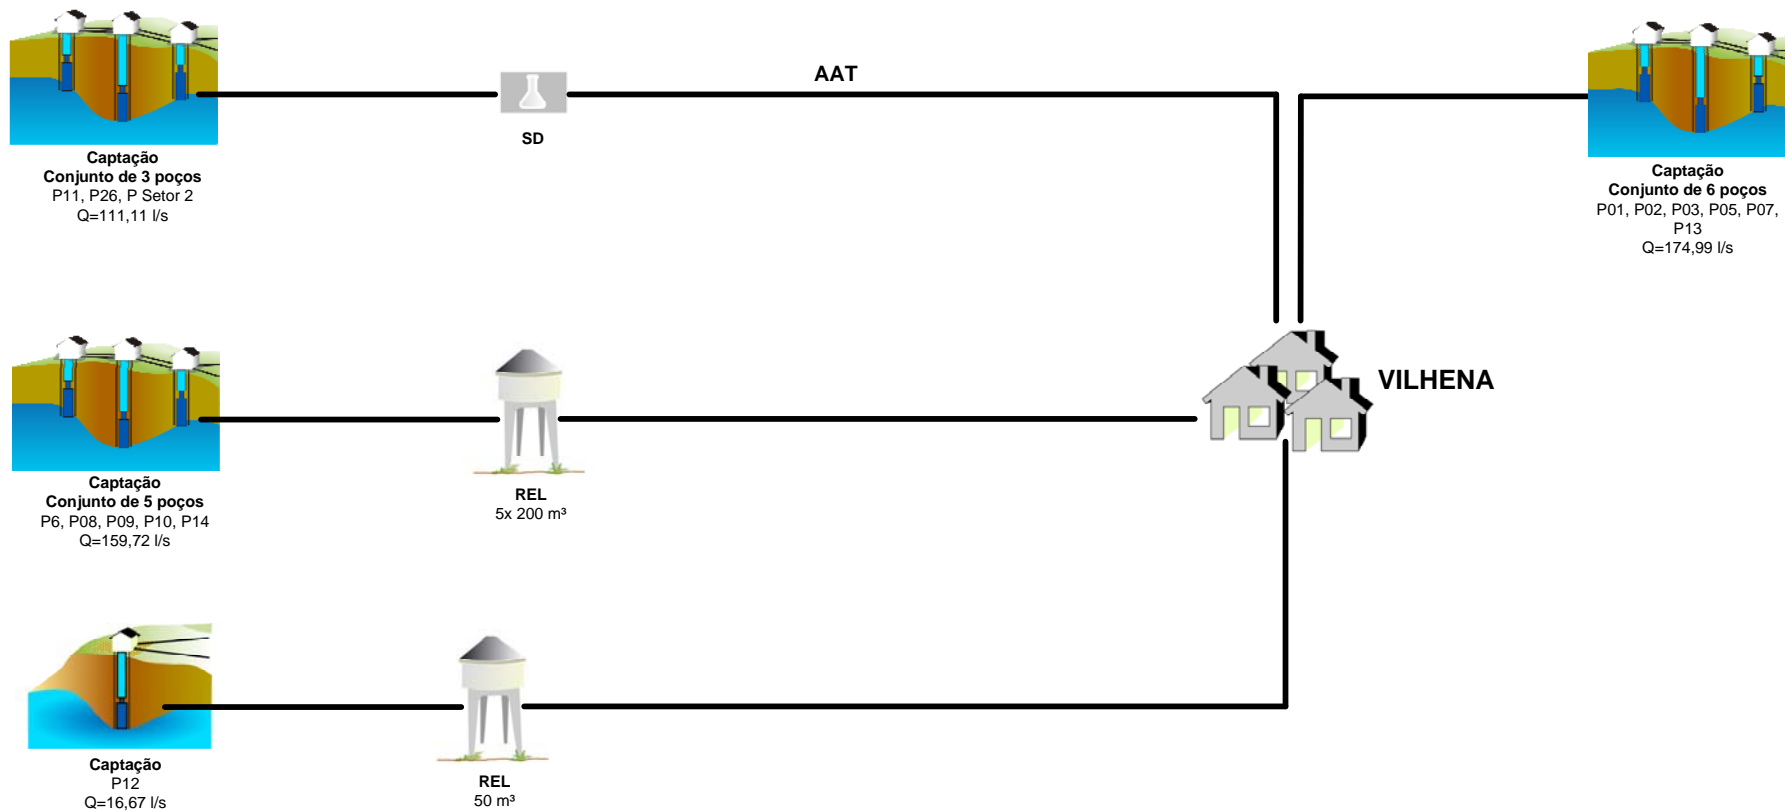 AAT
SD
Captação
Conjunto de 3 poços
P11, P26, P Setor 2
Q=111,11 l/s
Captação
Conjunto de 6 poços
P01, P02, P03, P05, P07,
P13
Q=174,99 l/s
VILHENA
Captação
Conjunto de 5 poços
P6, P08, P09, P10, P14
Q=159,72 l/s
REL
5x 200 m³
Captação
P12
Q=16,67 l/s
REL
50 m³